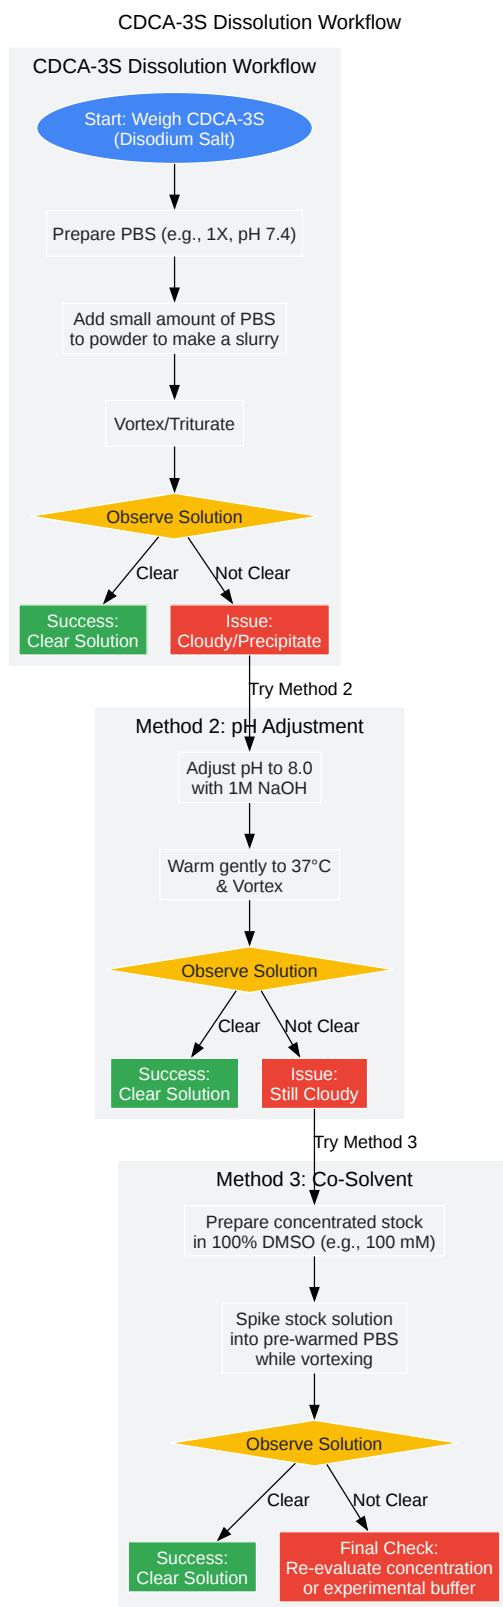 CDCA-3S Dissolution Workflow
CDCA-3S Dissolution Workflow
Start: Weigh CDCA-3S
(Disodium Salt)
Prepare PBS (e.g., 1X, pH 7.4)
Add small amount of PBS
to powder to make a slurry
Vortex/Triturate
Observe Solution
Clear
Not Clear
Success:
Clear Solution
Issue:
Cloudy/Precipitate
Try Method 2
Method 2: pH Adjustment
Adjust pH to 8.0
with 1M NaOH
Warm gently to 37°C
& Vortex
Observe Solution
Clear
Not Clear
Success:
Clear Solution
Issue:
Still Cloudy
Try Method 3
Method 3: Co-Solvent
Prepare concentrated stock
in 100% DMSO (e.g., 100 mM)
Spike stock solution
into pre-warmed PBS
while vortexing
Observe Solution
Clear
Not Clear
Success:
Clear Solution
Final Check:
Re-evaluate concentration
or experimental buffer